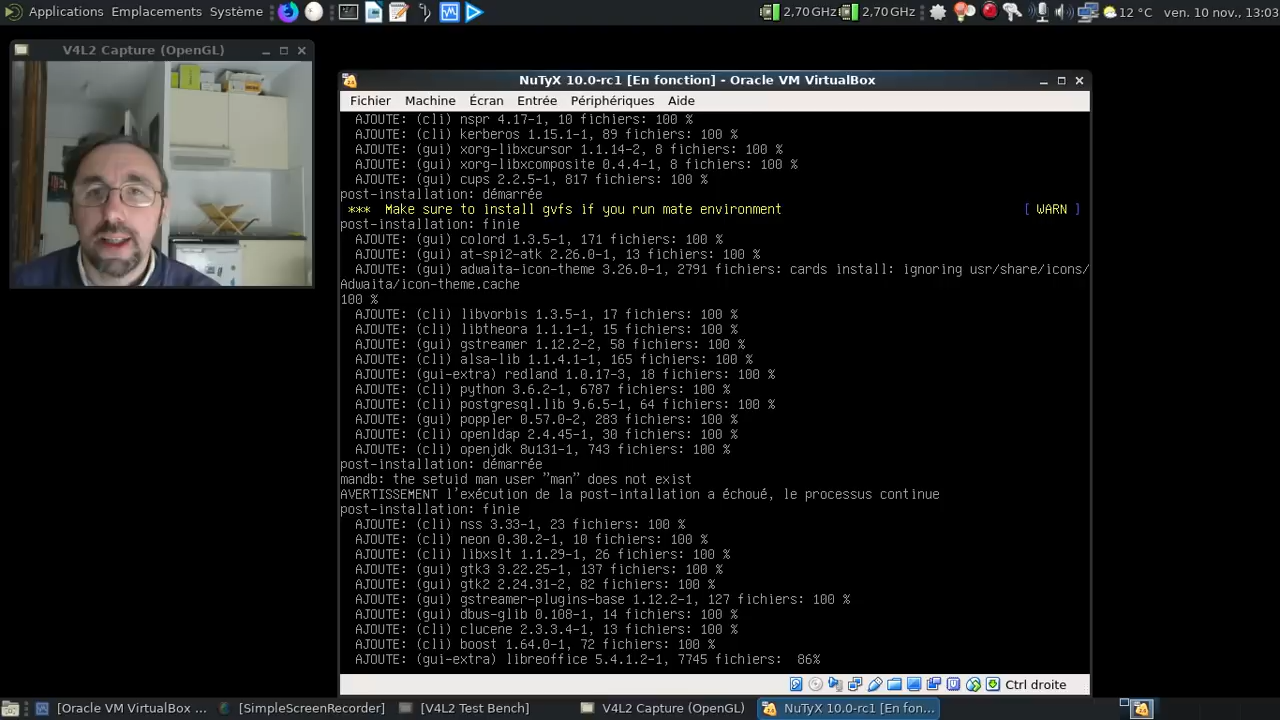 Applications Emplacements Système 2,70 GHz 2,70 GHz 12 °C ven. 10 nov., 13:03
V4L2 Capture (OpenGL)
NuTyX 10.0-rc1 [En fonction] - Oracle VM VirtualBox
Fichier Machine Écran Entrée Périphériques Aide
AJOUTE: (cli) nspr 4.17-1, 10 fichiers: 100 %
AJOUTE: (cli) kerberos 1.15.1-1, 89 fichiers: 100 %
AJOUTE: (gui) xorg-libxcursor 1.1.14-2, 8 fichiers: 100 %
AJOUTE: (gui) xorg-libxcomposite 0.4.4-1, 8 fichiers: 100 %
AJOUTE: (gui) cups 2.2.5-1, 817 fichiers: 100 %
post-installation: démarrée
*** Make sure to install gvfs if you run mate environment [ WARN ]
post-installation: finie
AJOUTE: (gui) colord 1.3.5-1, 171 fichiers: 100 %
AJOUTE: (gui) at-spi2-atk 2.26.0-1, 13 fichiers: 100 %
AJOUTE: (gui) adwaita-icon-theme 3.26.0-1, 2791 fichiers: cards install: ignoring usr/share/icons/
Adwaita/icon-theme.cache
100 %
AJOUTE: (cli) libvorbis 1.3.5-1, 17 fichiers: 100 %
AJOUTE: (cli) libtheora 1.1.1-1, 15 fichiers: 100 %
AJOUTE: (cli) gstreamer 1.12.2-2, 58 fichiers: 100 %
AJOUTE: (cli) alsa-lib 1.1.4.1-1, 165 fichiers: 100 %
AJOUTE: (gui-extra) redland 1.0.17-3, 18 fichiers: 100 %
AJOUTE: (cli) python 3.6.2-1, 6787 fichiers: 100 %
AJOUTE: (cli) postgresql.lib 9.6.5-1, 64 fichiers: 100 %
AJOUTE: (gui) poppler 0.57.0-2, 283 fichiers: 100 %
AJOUTE: (cli) openldap 2.4.45-1, 30 fichiers: 100 %
AJOUTE: (cli) openjdk 8u131-1, 743 fichiers: 100 %
post-installation: démarrée
mandb: the setuid man user "man" does not exist
AVERTISSEMENT l'exécution de la post-intallation a échoué, le processus continue
post-installation: finie
AJOUTE: (cli) nss 3.33-1, 23 fichiers: 100 %
AJOUTE: (cli) neon 0.30.2-1, 10 fichiers: 100 %
AJOUTE: (cli) libxslt 1.1.29-1, 26 fichiers: 100 %
AJOUTE: (gui) gtk3 3.22.25-1, 137 fichiers: 100 %
AJOUTE: (gui) gtk2 2.24.31-2, 82 fichiers: 100 %
AJOUTE: (gui) gstreamer-plugins-base 1.12.2-1, 127 fichiers: 100 %
AJOUTE: (gui) dbus-glib 0.108-1, 14 fichiers: 100 %
AJOUTE: (cli) clucene 2.3.3.4-1, 13 fichiers: 100 %
AJOUTE: (cli) boost 1.64.0-1, 72 fichiers: 100 %
AJOUTE: (gui-extra) libreoffice 5.4.1.2-1, 7745 fichiers: 86%
Ctrl droite
[Oracle VM VirtualBox ... [SimpleScreenRecorder] [V4L2 Test Bench] V4L2 Capture (OpenGL) NuTyX 10.0-rc1 [En fon...